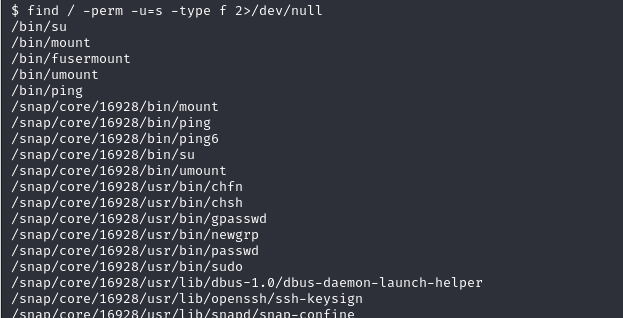 $ find / -perm -u=s -type f 2>/dev/null
/bin/su
/bin/mount
/bin/fusermount
/bin/umount
/bin/ping
/snap/core/16928/bin/mount
/snap/core/16928/bin/ping
/snap/core/16928/bin/ping6
/snap/core/16928/bin/su
/snap/core/16928/bin/umount
/snap/core/16928/usr/bin/chfn
/snap/core/16928/usr/bin/chsh
/snap/core/16928/usr/bin/gpasswd
/snap/core/16928/usr/bin/newgrp
/snap/core/16928/usr/bin/passwd
/snap/core/16928/usr/bin/sudo
/snap/core/16928/usr/lib/dbus-1.0/dbus-daemon-launch-helper
/snap/core/16928/usr/lib/openssh/ssh-keysign
/snap/core/16928/usr/lib/snapd/snap-confine